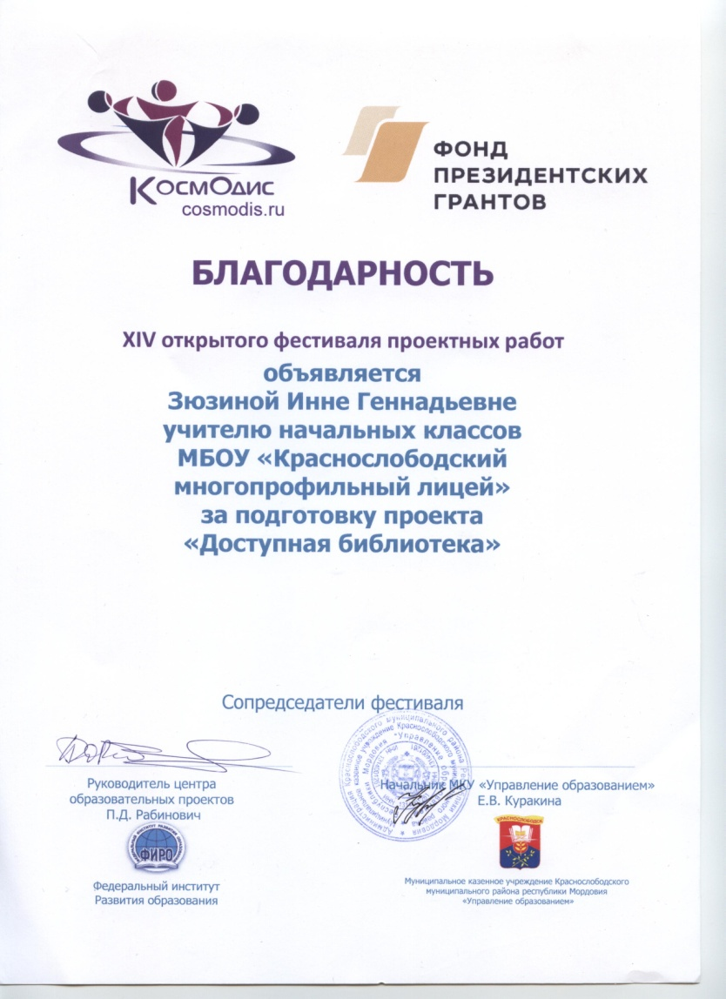 КосмОдис
cosmodis.ru
ФОНД
ПРЕЗИДЕНТСКИХ
ГРАНТОВ
БЛАГОДАРНОСТЬ
XIV открытого фестиваля проектных работ
объявляется
Зюзиной Инне Геннадьевне
учителю начальных классов
МБОУ «Краснослободский
многопрофильный лицей»
за подготовку проекта
«Доступная библиотека»
Сопредседатели фестиваля
Руководитель центра
образовательных проектов
П.Д. Рабинович
ФИРО
Федеральный институт
Развития образования
Начальник МКУ «Управление образованием»
Е.В. Куракина
КРАСНОСЛОБОДСК
Муниципальное казенное учреждение Краснослободского
муниципального района республики Мордовия
«Управление образованием»